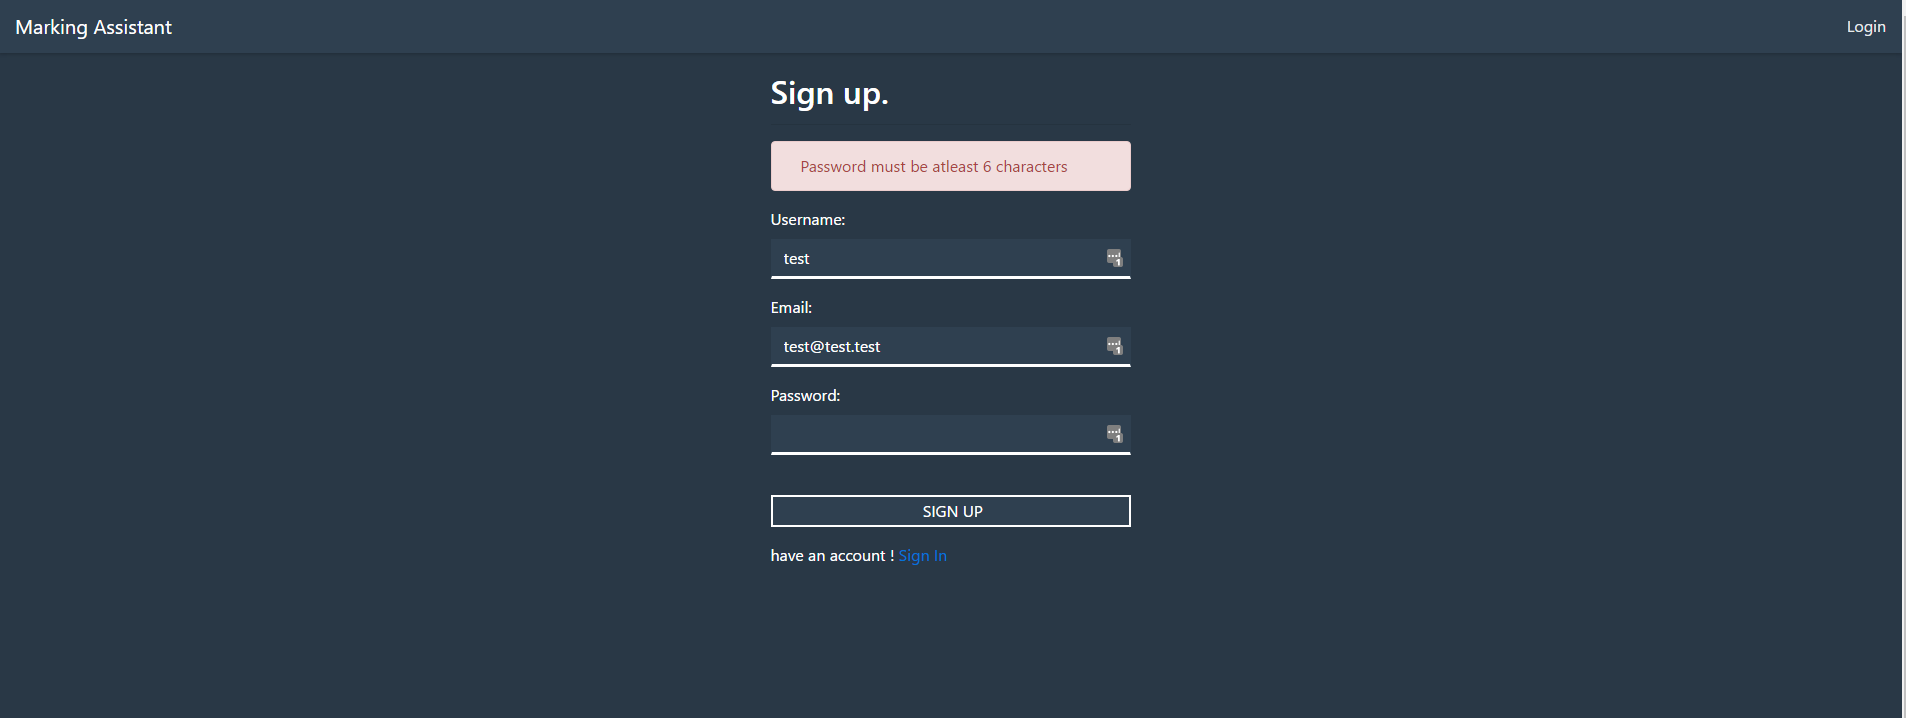 Marking Assistant Login
Sign up.
Password must be atleast 6 characters
Username:
test
Email:
test@test.test
Password:
SIGN UP
have an account ! Sign In